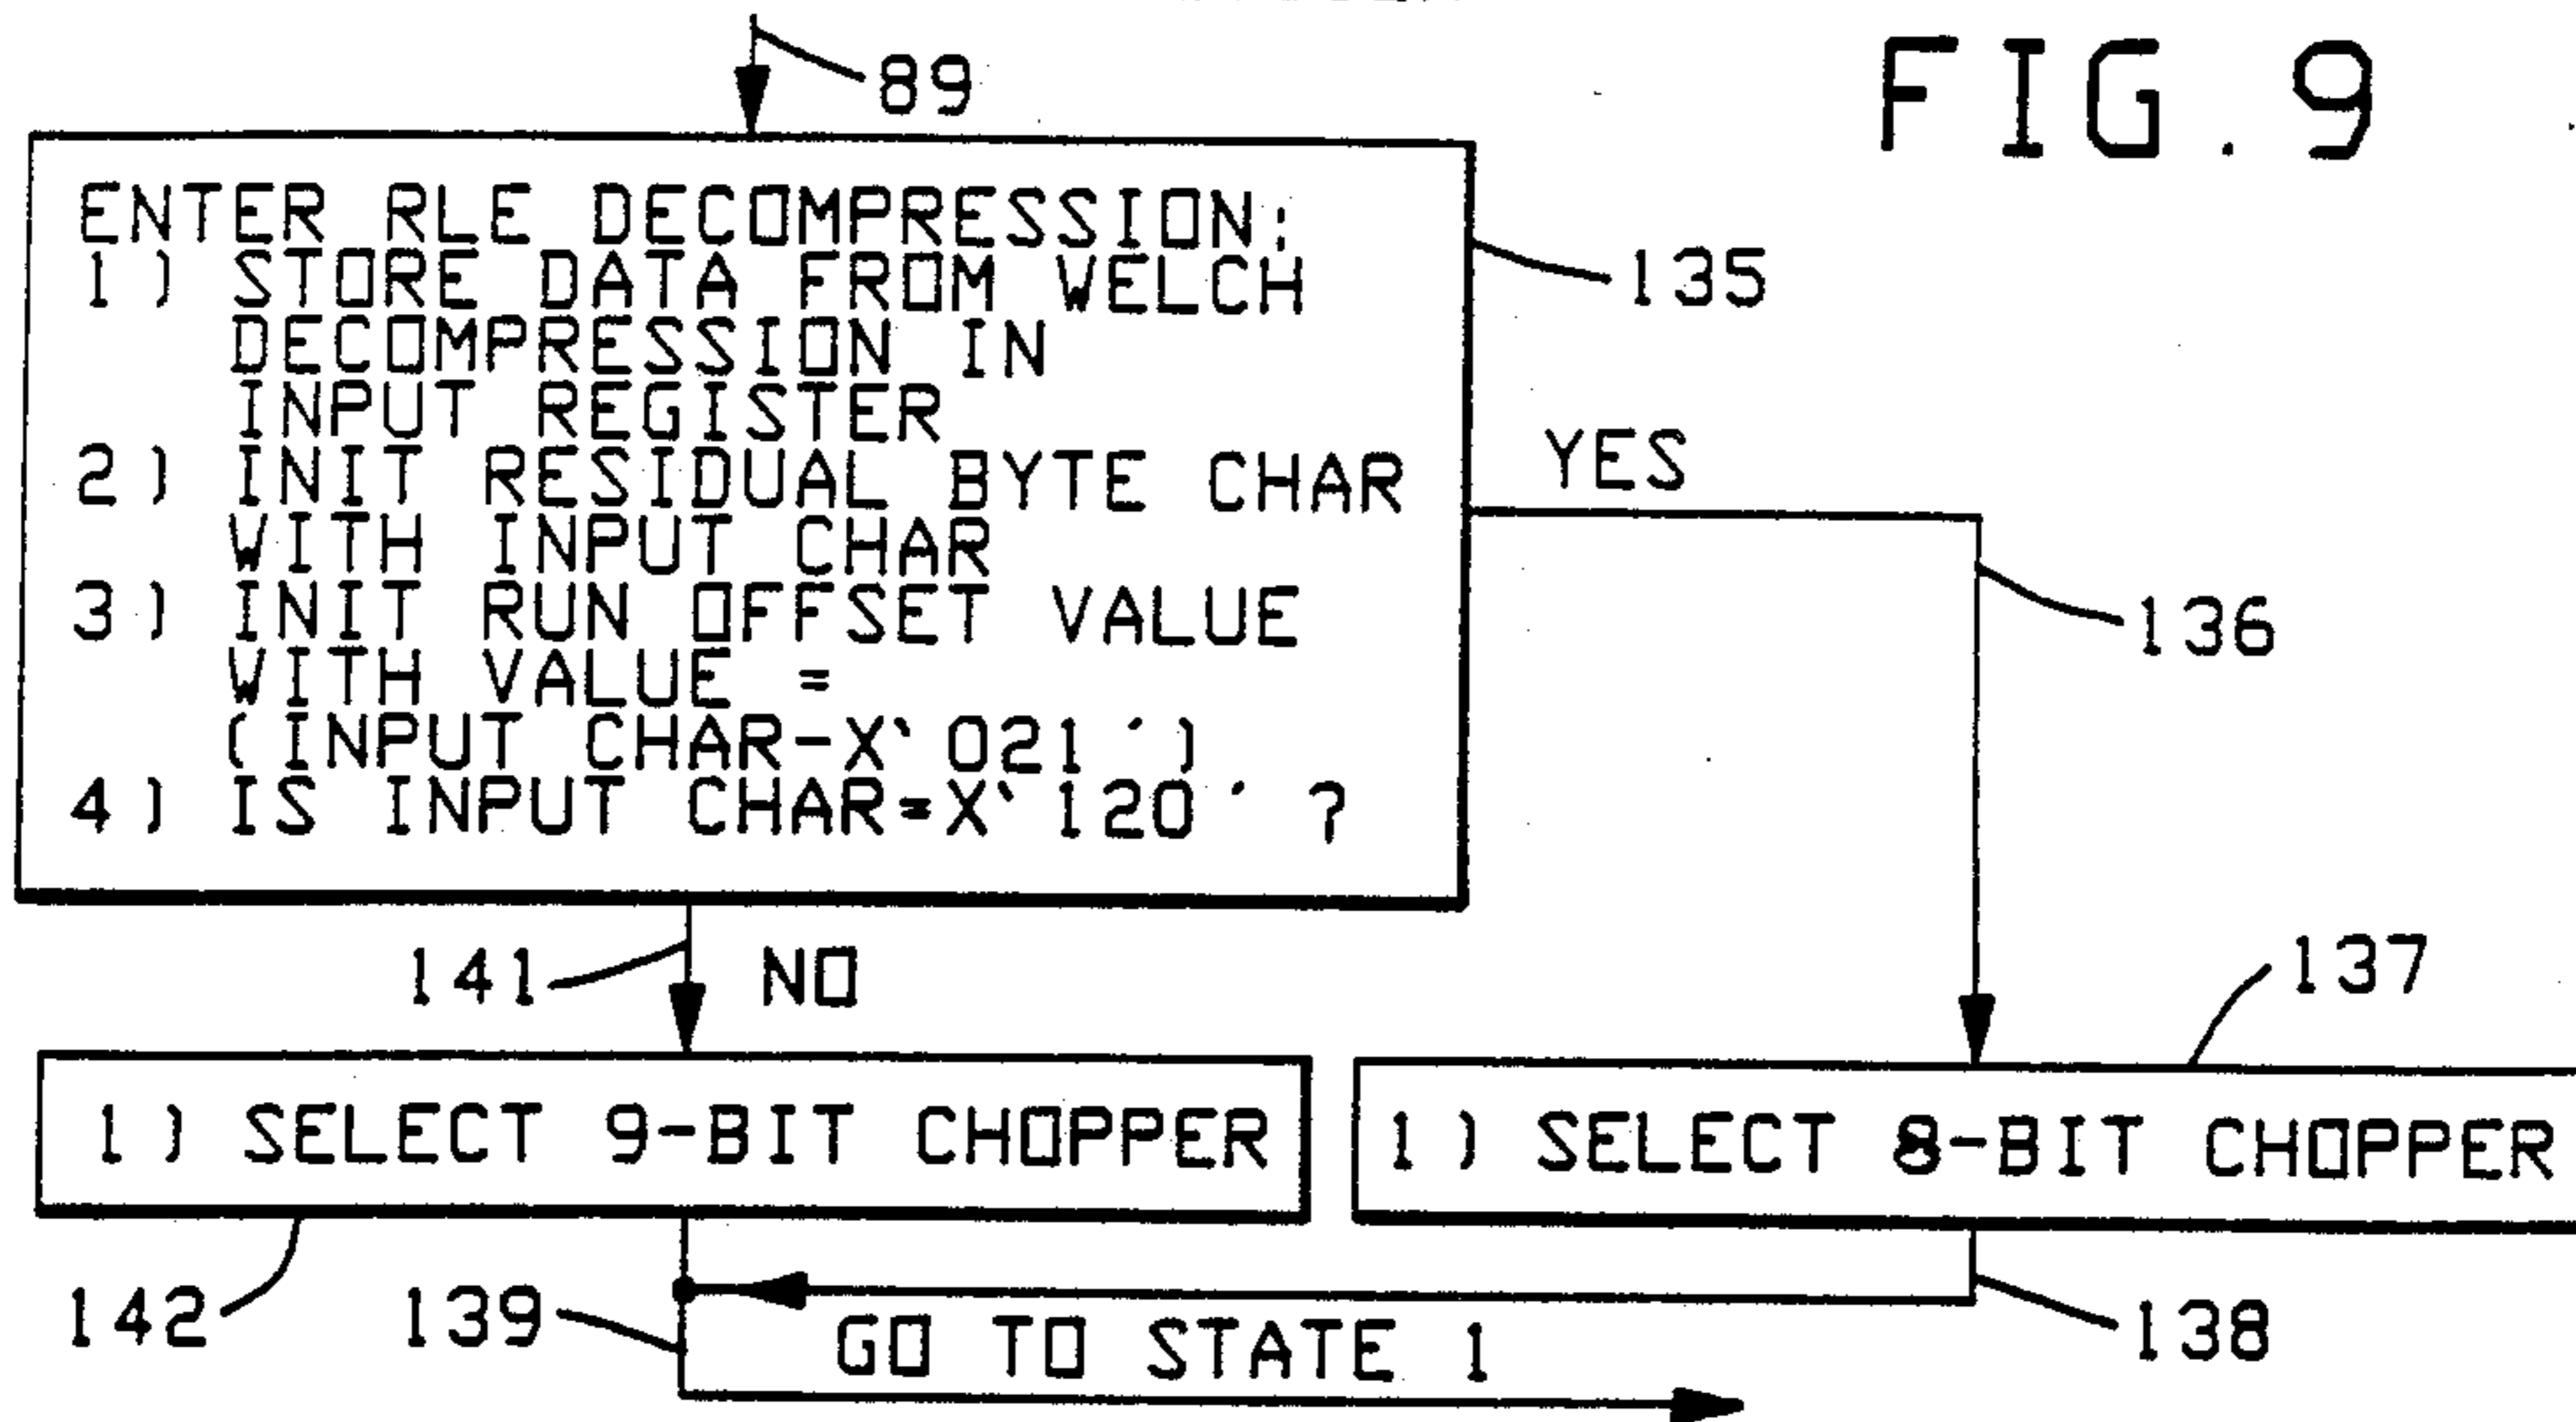 FIG. 9
89
ENTER RLE DECOMPRESSION:
1) STORE DATA FROM WELCH
DECOMPRESSION IN
INPUT REGISTER
2) INIT RESIDUAL BYTE CHAR
WITH INPUT CHAR
3) INIT RUN OFFSET VALUE
WITH VALUE =
(INPUT CHAR-X`021´)
4) IS INPUT CHAR=X`120´ ?
135
YES
136
141
NO
137
1) SELECT 9-BIT CHOPPER
1) SELECT 8-BIT CHOPPER
142
139
138
GO TO STATE 1